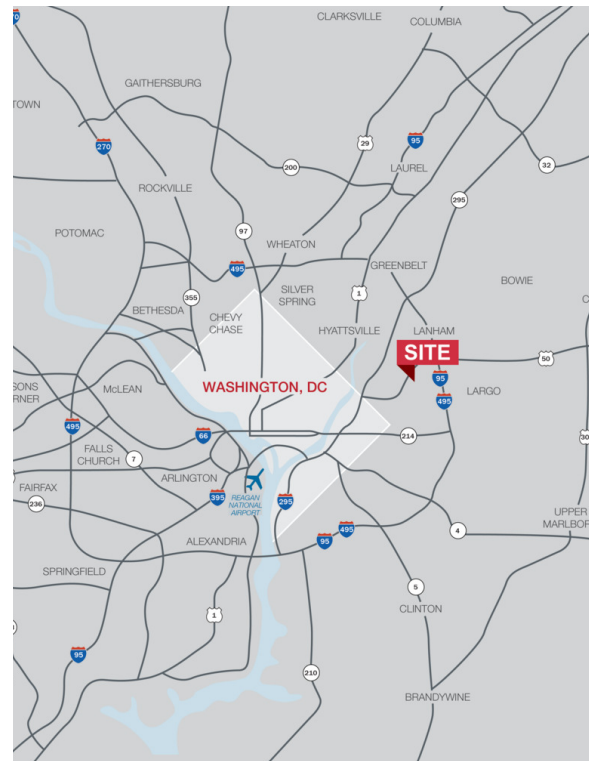 CLARKSVILLE
COLUMBIA
GAITHERSBURG
TOWN
270
29
95
LAUREL
200
32
ROCKVILLE
295
97
POTOMAC
WHEATON
495
GREENBELT
BOWIE
SILVER
SPRING
1
355
BETHESDA
CHEVY
CHASE
HYATTSVILLE
LANHAM
SITE
50
WASHINGTON, DC
95
McLEAN
SONS
RNER
LARGO
495
495
66
214
30
FALLS
CHURCH
7
ARLINGTON
FAIRFAX
236
395
REAGAN
NATIONAL
AIRPORT
295
UPPER
MARLBOR
495
4
95
ALEXANDRIA
SPRINGFIELD
5
CLINTON
1
95
210
BRANDYWINE